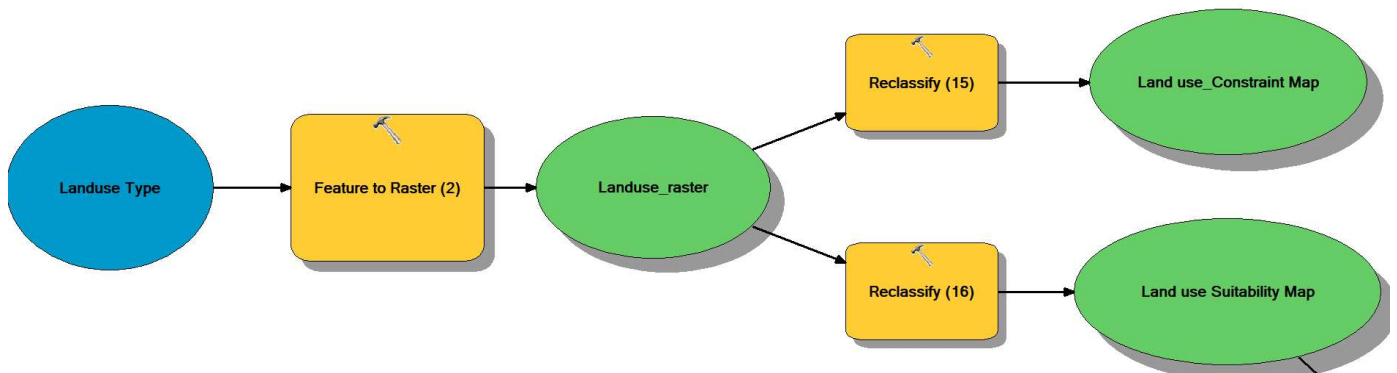 Landuse Type
Feature to Raster (2)
Landuse_raster
Reclassify (15)
Land use_Constraint Map
Reclassify (16)
Land use Suitability Map